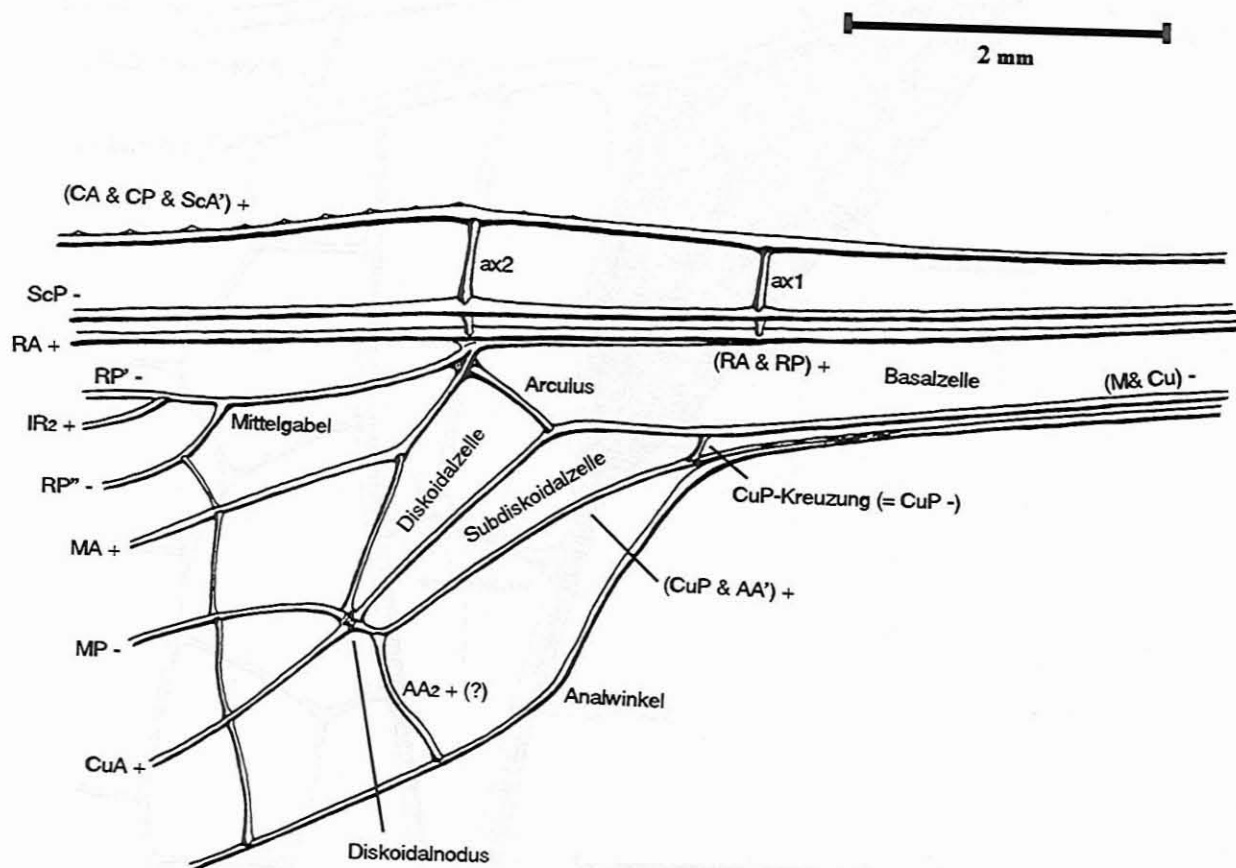 2 mm
(CA & CP & ScA') +
ax2
ax1
ScP -
RA +
(RA & RP) +
RP' -
Arculus
Basalzelle
(M& Cu) -
IR2 +
Mittelgabel
RP" -
Diskoidalzelle
Subdiskoidalzelle
CuP-Kreuzung (= CuP -)
MA +
(CuP & AA') +
MP -
AA2 + (?)
Analwinkel
CuA +
Diskoidalnodus